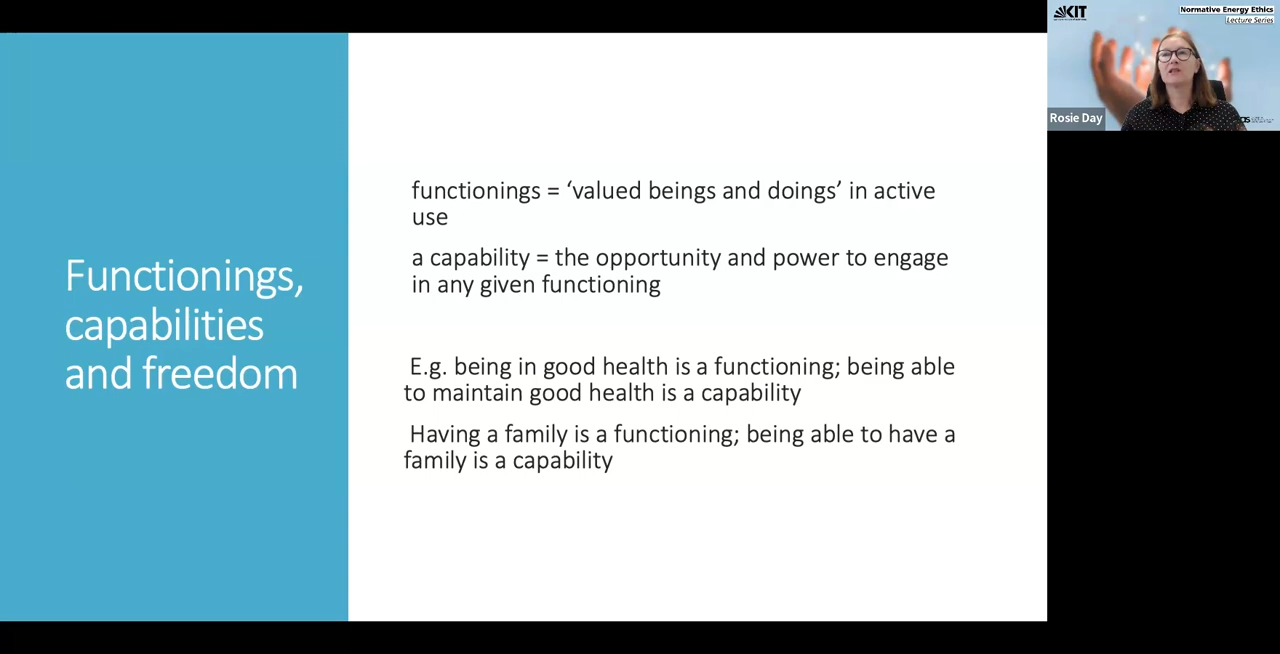 KIT
Normative Energy Ethics
Lecture Series
Rosie Day
Functionings,
capabilities
and freedom
functionings = ‘valued beings and doings’ in active
use
a capability = the opportunity and power to engage
in any given functioning
E.g. being in good health is a functioning; being able
to maintain good health is a capability
Having a family is a functioning; being able to have a
family is a capability